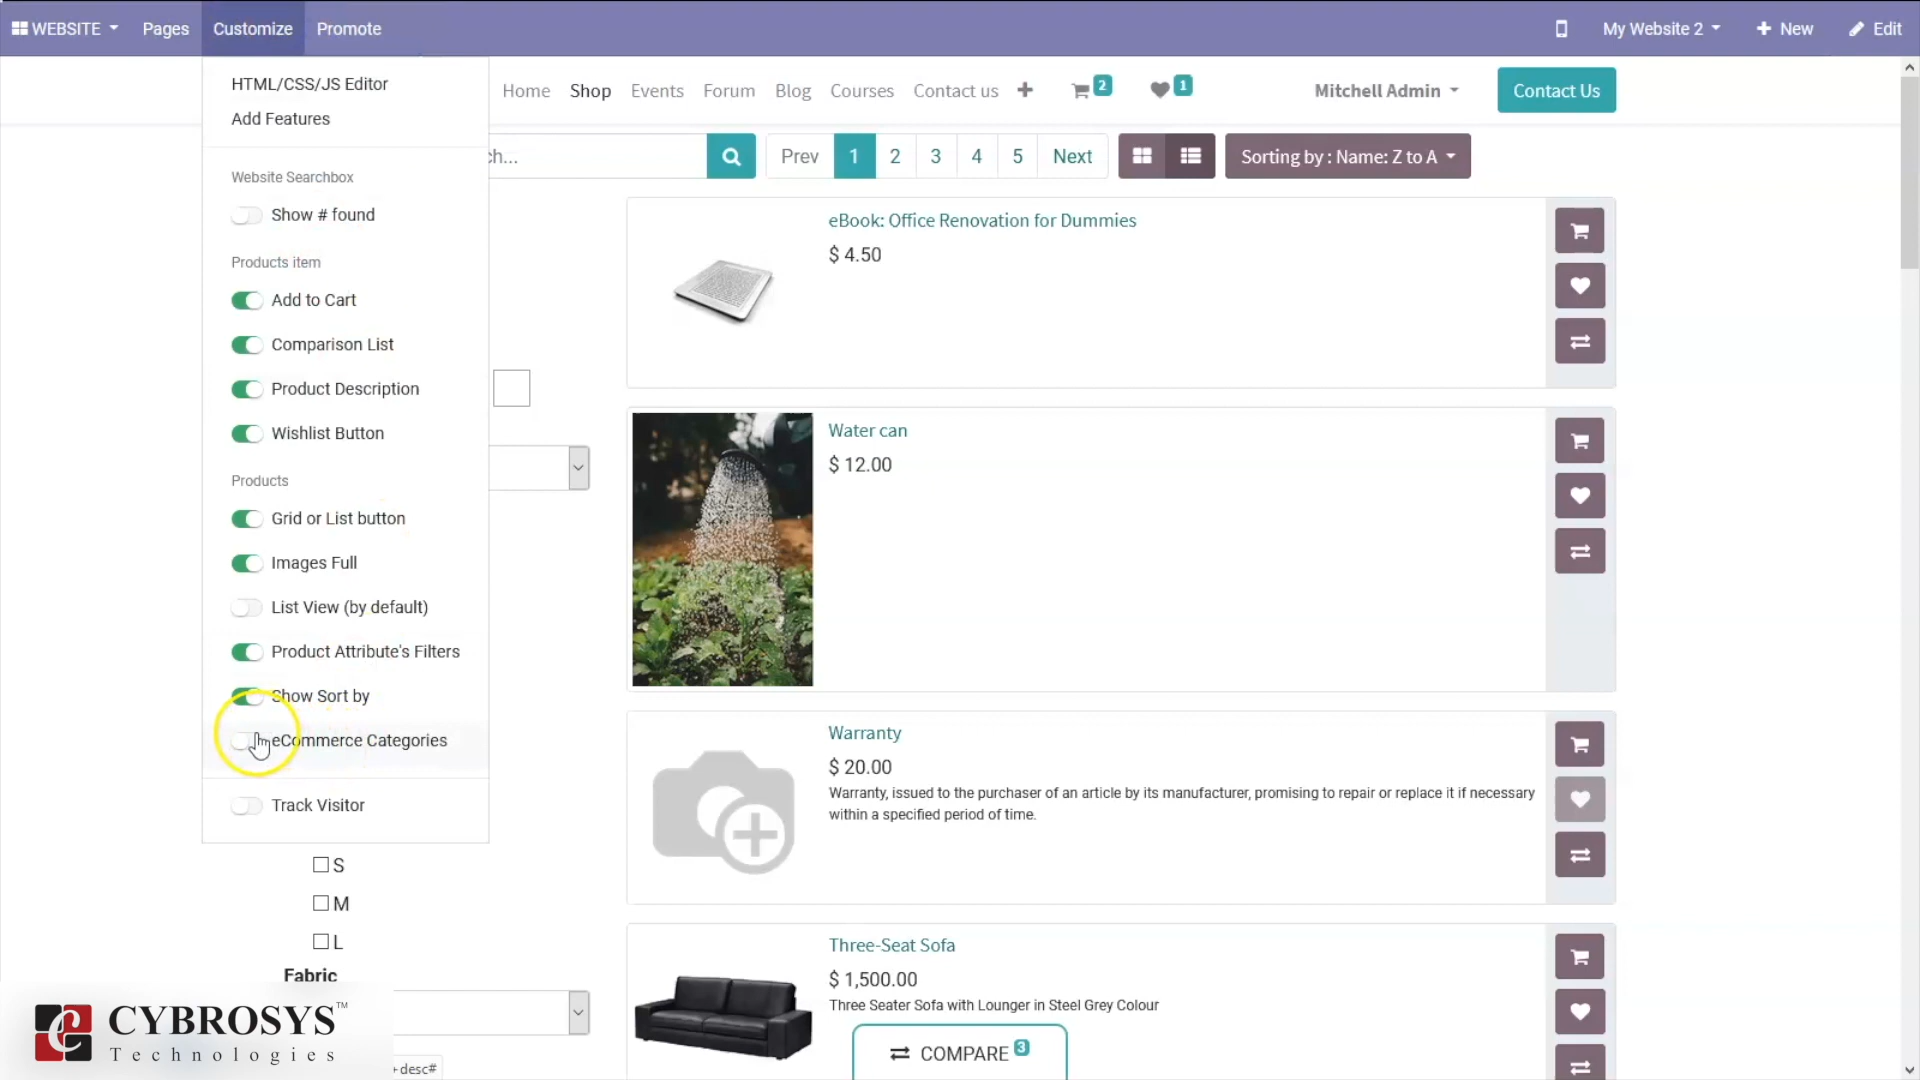 WEBSITE Pages Customize Promote My Website 2 New Edit
HTML/CSS/JS Editor
Add Features
Website Searchbox
Show # found
Products item
Add to Cart
Comparison List
Product Description
Wishlist Button
Products
Grid or List button
Images Full
List View (by default)
Product Attribute's Filters
Show Sort by
eCommerce Categories
Track Visitor
Home Shop Events Forum Blog Courses Contact us 2 1 Mitchell Admin Contact Us
ch... Prev 1 2 3 4 5 Next Sorting by : Name: Z to A
eBook: Office Renovation for Dummies
$ 4.50
Water can
$ 12.00
Warranty
$ 20.00
Warranty, issued to the purchaser of an article by its manufacturer, promising to repair or replace it if necessary
within a specified period of time.
Three-Seat Sofa
$ 1,500.00
Three Seater Sofa with Lounger in Steel Grey Colour
COMPARE 3
S
M
L
Fabric
CYBROSYS™
Technologies
+desc#